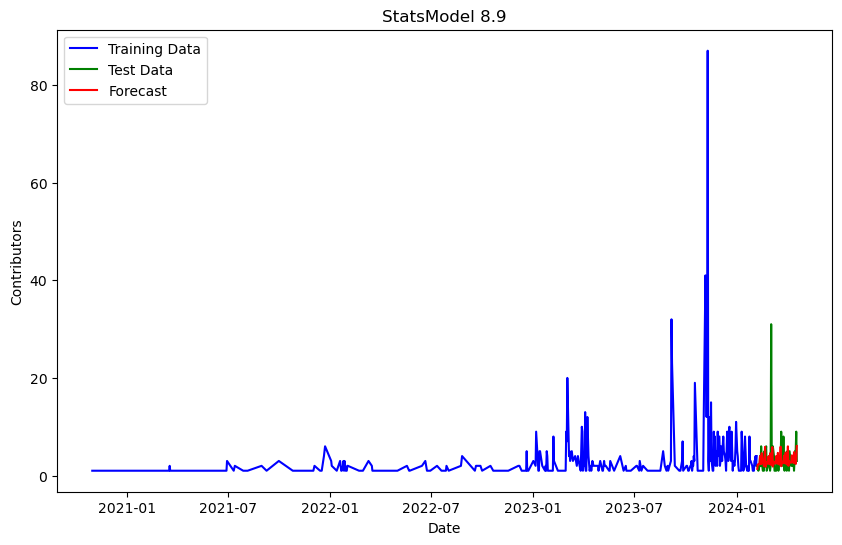 StatsModel 8.9
Training Data
Test Data
Forecast
Contributors
80
60
40
20
0
2021-01 2021-07 2022-01 2022-07 2023-01 2023-07 2024-01
Date